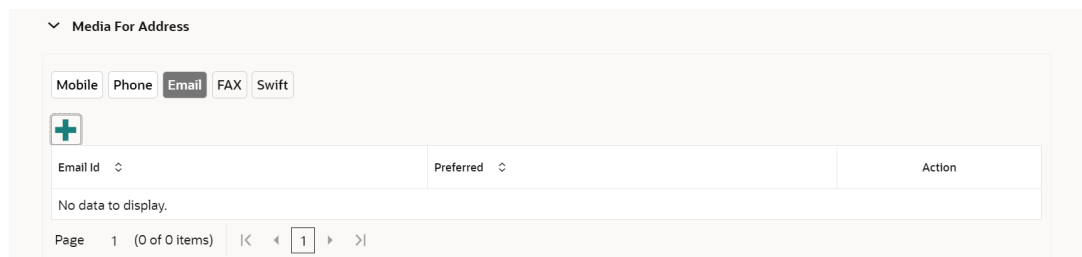 Media For Address
Mobile Phone Email FAX Swift
Email Id Preferred Action
No data to display.
Page 1 (0 of 0 items) 1